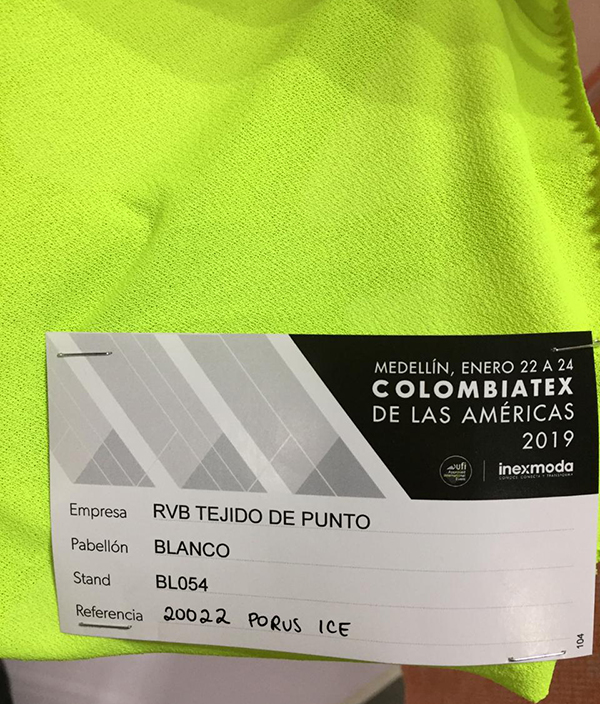 MEDELLÍN, ENERO 22 A 24
COLOMBIATEX
DE LAS AMÉRICAS
2019
ufi
inexmoda
Empresa RVB TEJIDO DE PUNTO
Pabellón BLANCO
Stand BL054
Referencia 20022 PORUS ICE
104